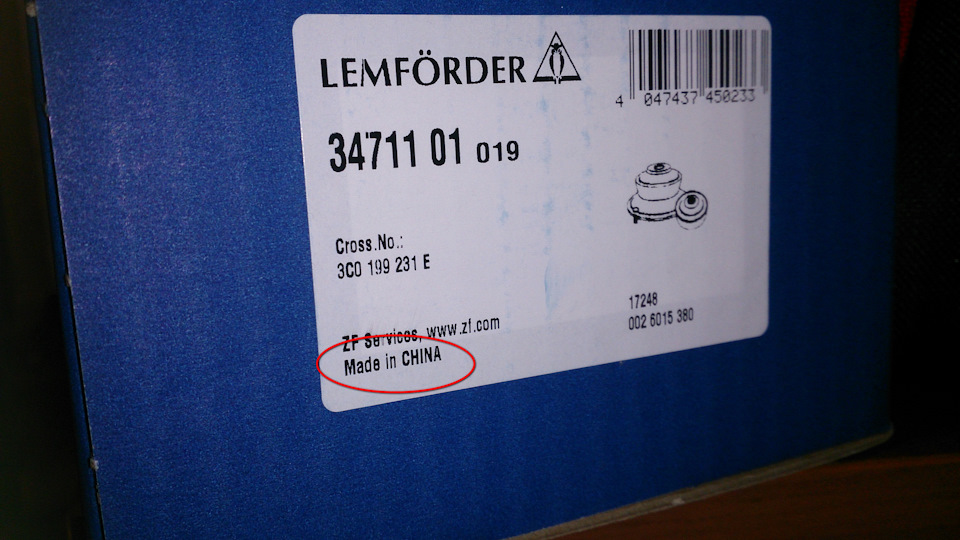 LEMFÖRDER
4 047437 450233
34711 01 019
Cross.No.:
3C0 199 231 E
17248
002 6015 380
ZF Services, www.zf.com
Made in CHINA